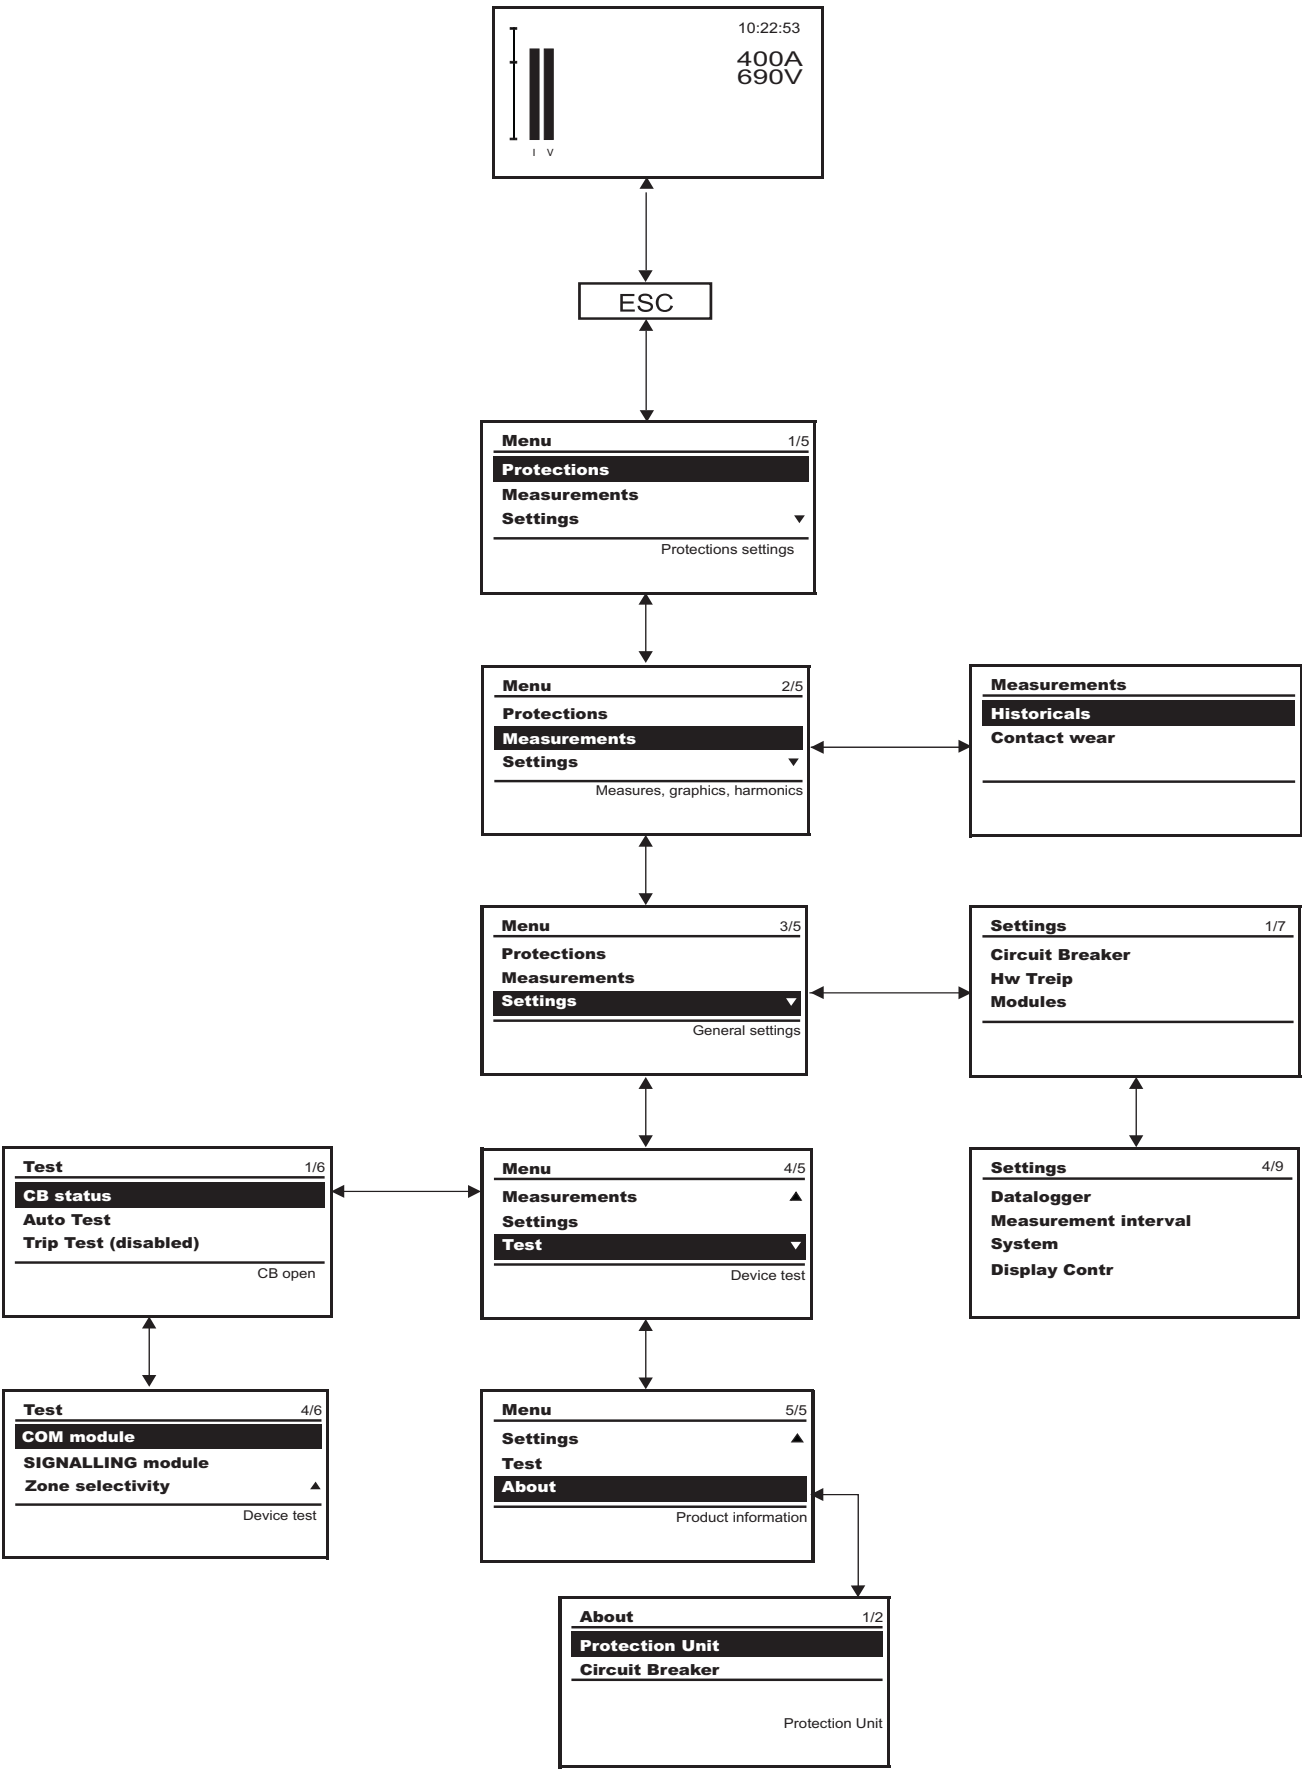 10:22:53
400A
690V
I V
ESC
Menu 1/5
Protections
Measurements
Settings ▼
Protections settings
Menu 2/5
Protections
Measurements
Settings ▼
Measures, graphics, harmonics
Measurements
Historicals
Contact wear
Menu 3/5
Protections
Measurements
Settings ▼
General settings
Settings 1/7
Circuit Breaker
Hw Treip
Modules
Test 1/6
CB status
Auto Test
Trip Test (disabled)
CB open
Menu 4/5
Measurements ▲
Settings
Test ▼
Device test
Settings 4/9
Datalogger
Measurement interval
System
Display Contr
Test 4/6
COM module
SIGNALLING module
Zone selectivity ▲
Device test
Menu 5/5
Settings ▲
Test
About
Product information
About 1/2
Protection Unit
Circuit Breaker
Protection Unit